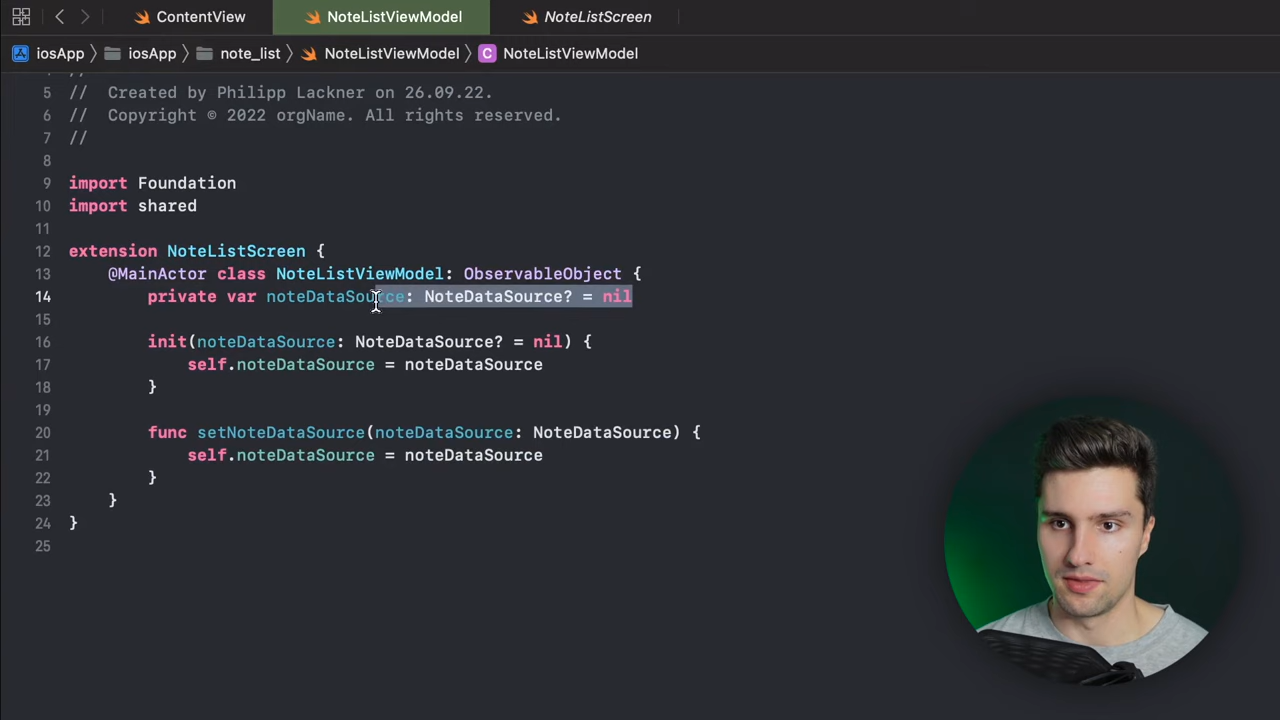 ContentView NoteListViewModel NoteListScreen
iosApp iosApp note_list NoteListViewModel C NoteListViewModel
5 // Created by Philipp Lackner on 26.09.22.
6 // Copyright © 2022 orgName. All rights reserved.
7 //
8
9 import Foundation
10 import shared
11
12 extension NoteListScreen {
13 @MainActor class NoteListViewModel: ObservableObject {
14 private var noteDataSource: NoteDataSource? = nil
15
16 init(noteDataSource: NoteDataSource? = nil) {
17 self.noteDataSource = noteDataSource
18 }
19
20 func setNoteDataSource(noteDataSource: NoteDataSource) {
21 self.noteDataSource = noteDataSource
22 }
23 }
24 }
25